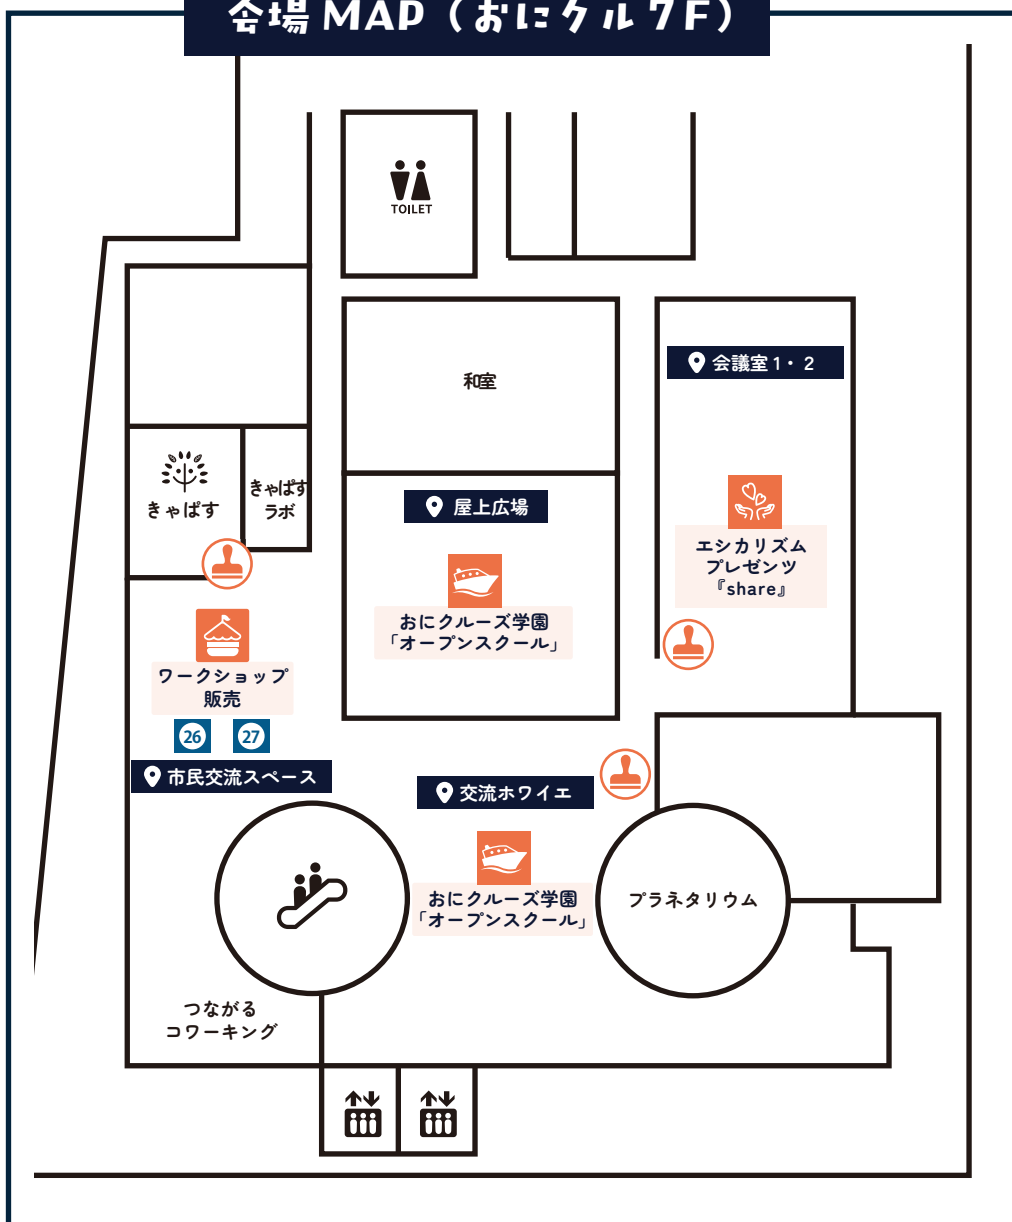 会場 MAP（おにクル 7F）
TOILET
会議室 1・2
和室
きゃぱす
きゃぱす
ラボ
屋上広場
エシカリズム
プレゼンツ
『share』
おにクルーズ学園
「オープンスクール」
ワークショップ
販売
26 27
市民交流スペース
交流ホワイエ
おにクルーズ学園
「オープンスクール」
プラネタリウム
つながる
コワーキング